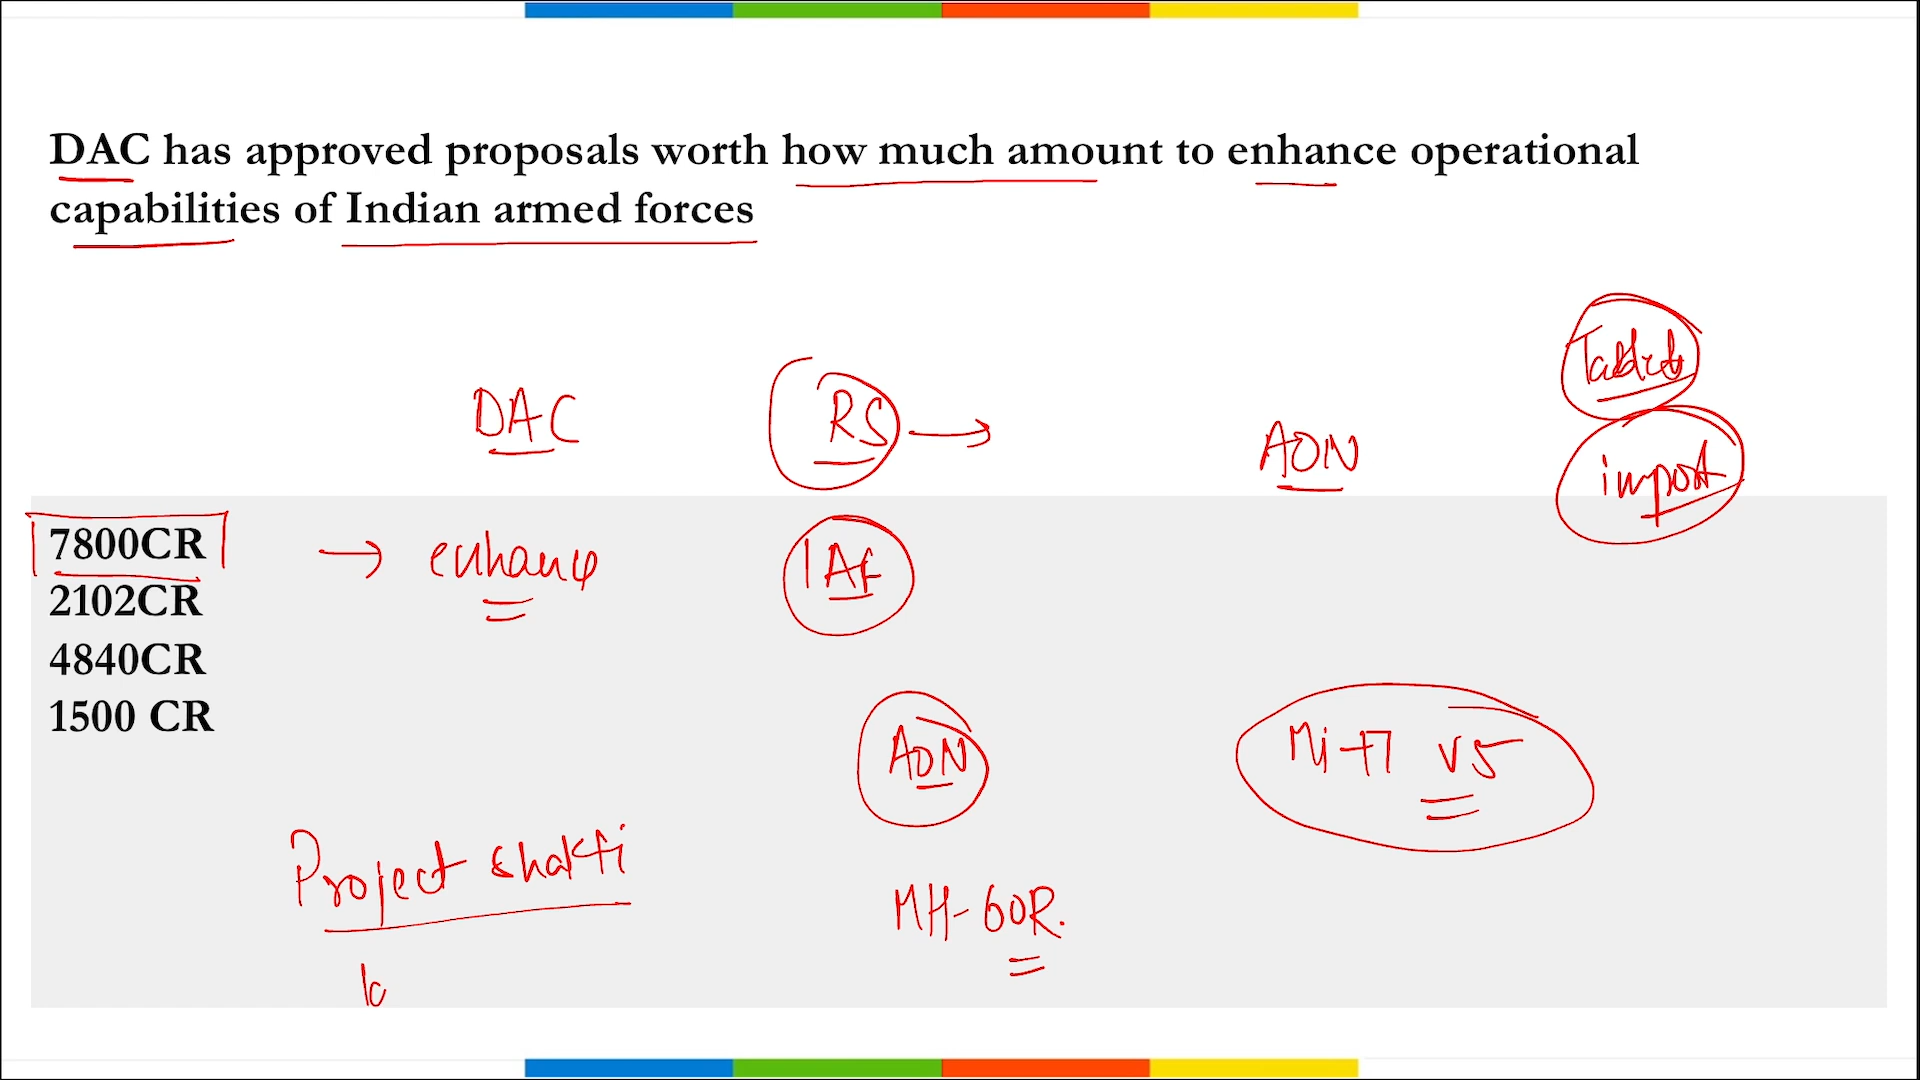 DAC has approved proposals worth how much amount to enhance operational
capabilities of Indian armed forces
Tablets
DAC
RS
AON
import
7800CR
enhance
IAF
2102CR
4840CR
1500 CR
AON
Mi-17 V5
Project shakti
MH-60R.